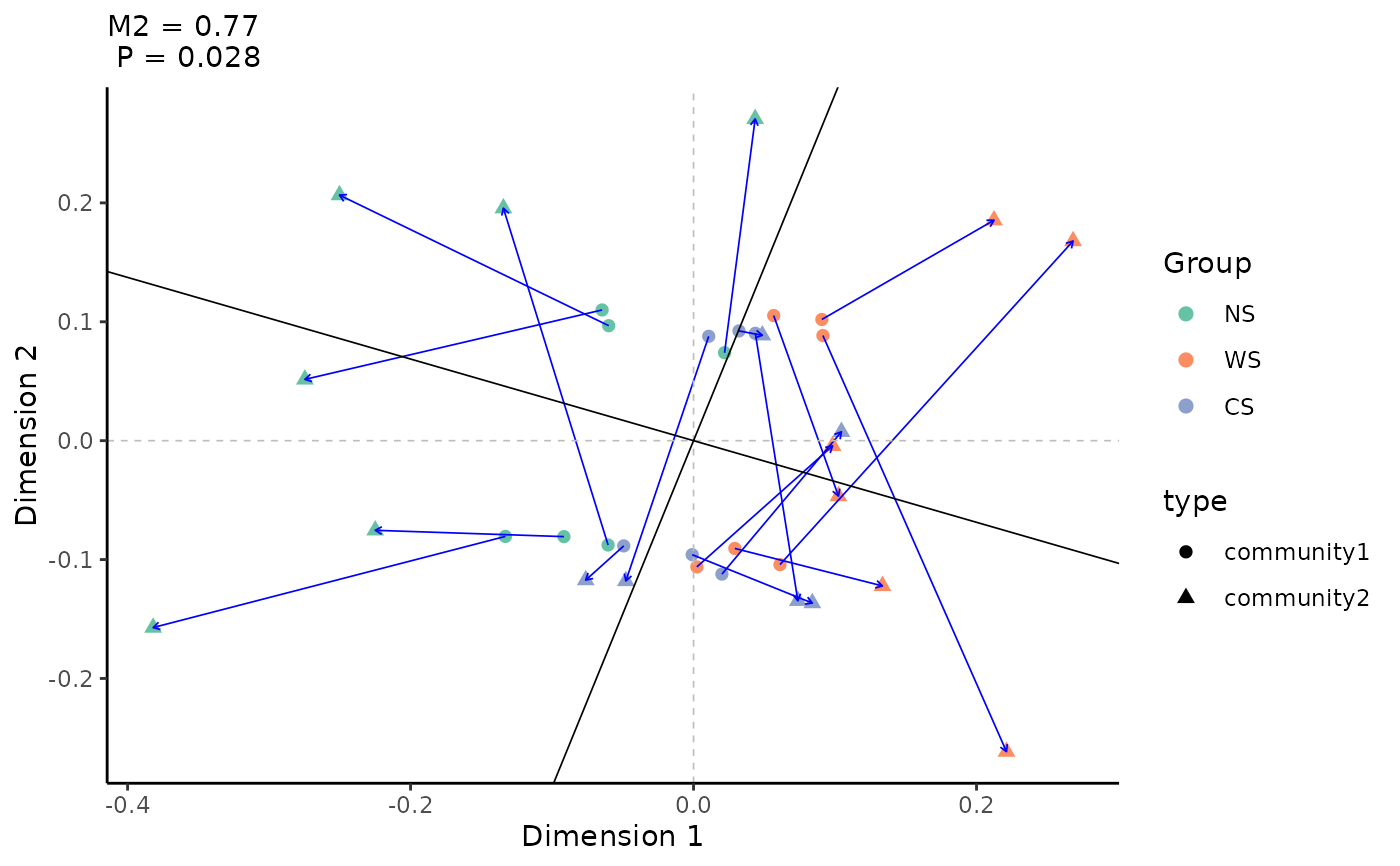 M2 = 0.77
P = 0.028
Dimension 2
0.2
0.1
0.0
-0.1
-0.2
-0.4
-0.2
0.0
0.2
Dimension 1
Group
NS
WS
CS
type
community1
community2